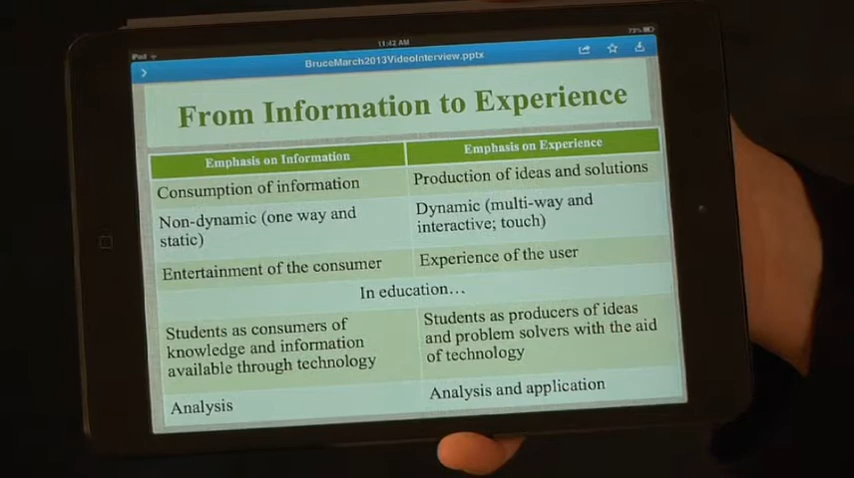 iPad
11:42 AM
73%
BruceMarch2013VideoInterview.pptx
From Information to Experience
Emphasis on Information
Emphasis on Experience
Consumption of information
Production of ideas and solutions
Non-dynamic (one way and
static)
Dynamic (multi-way and
interactive; touch)
Entertainment of the consumer
Experience of the user
In education…
Students as consumers of
knowledge and information
available through technology
Students as producers of ideas
and problem solvers with the aid
of technology
Analysis
Analysis and application